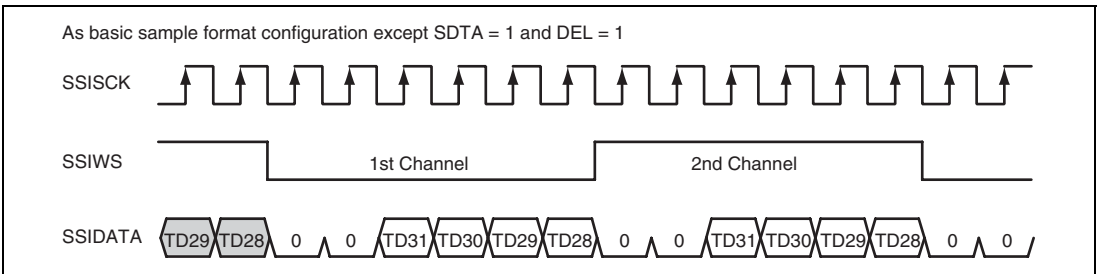 As basic sample format configuration except SDTA = 1 and DEL = 1
SSISCK
SSIWS 1st Channel 2nd Channel
SSIDATA TD29 TD28 0 0 TD31 TD30 TD29 TD28 0 0 TD31 TD30 TD29 TD28 0 0